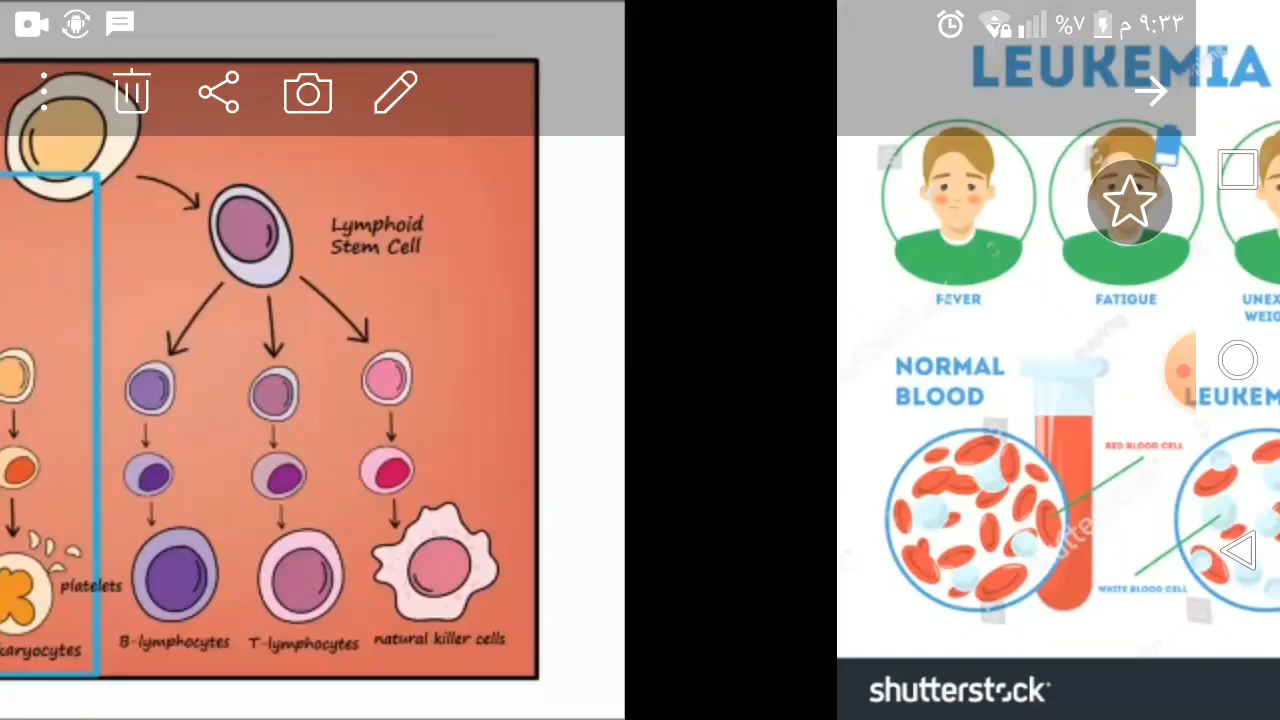 %٧ م ٩:٣٣
Lymphoid
Stem Cell
platelets
karyocytes
B-lymphocytes
T-lymphocytes
natural killer cells
LEUKEMIA
FEVER
FATIGUE
UNEX
WEIG
NORMAL
BLOOD
LEUKEM
RED BLOOD CELL
WHITE BLOOD CELL
shutterstock